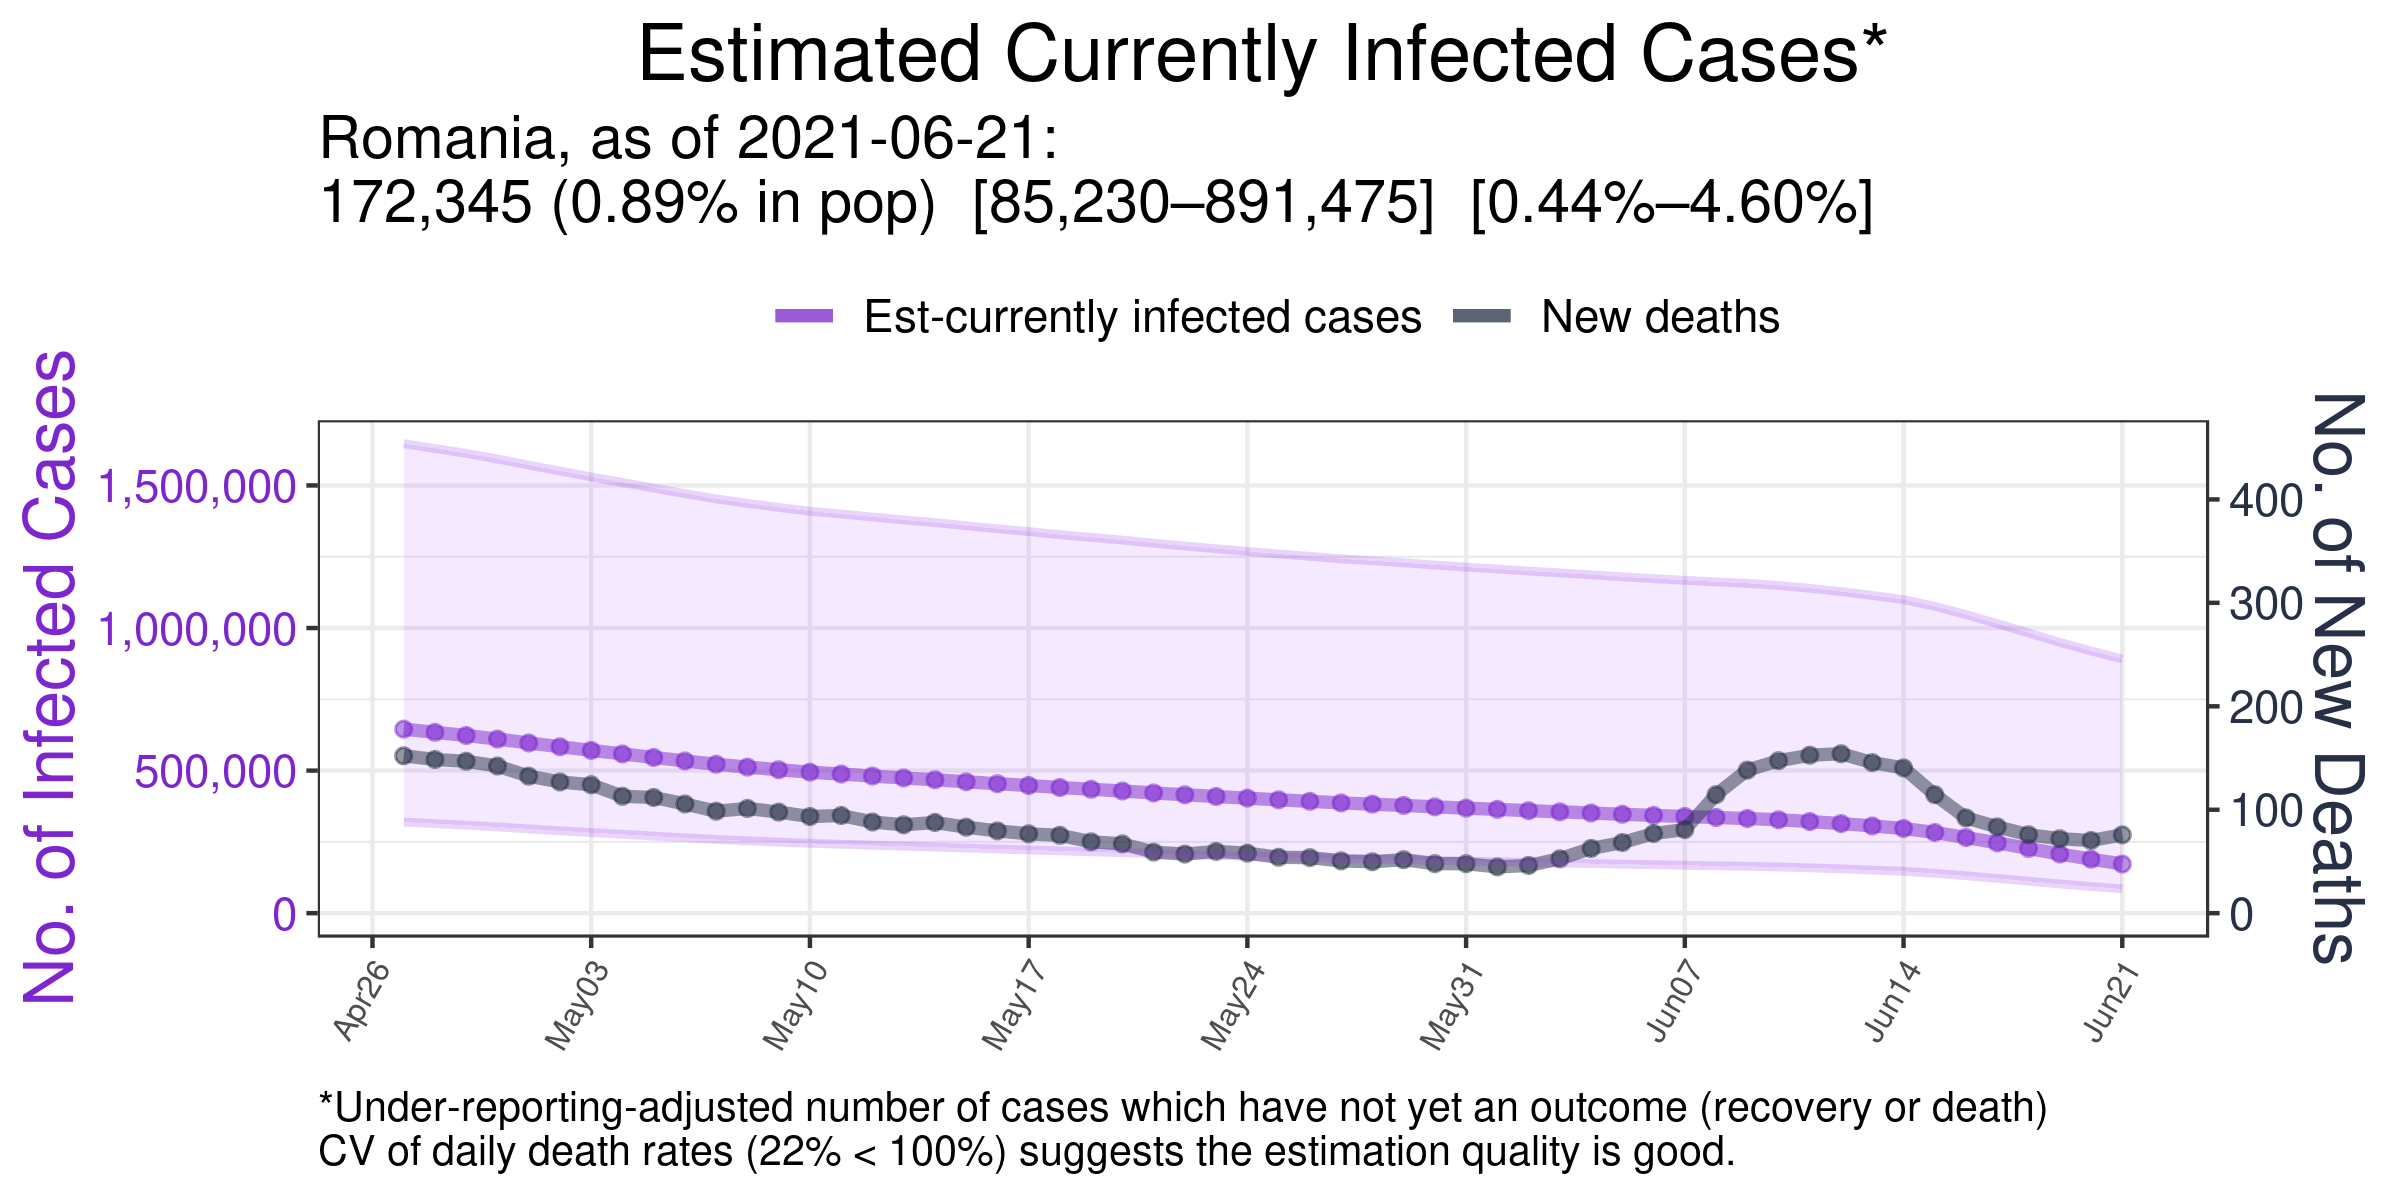 Estimated Currently Infected Cases*
Romania, as of 2021-06-21:
172,345 (0.89% in pop)  [85,230–891,475]  [0.44%–4.60%]
Est-currently infected cases
New deaths
No. of Infected Cases
1,500,000
1,000,000
500,000
0
No. of New Deaths
400
300
200
100
0
Apr26
May03
May10
May17
May24
May31
Jun07
Jun14
Jun21
*Under-reporting-adjusted number of cases which have not yet an outcome (recovery or death)
CV of daily death rates (22% < 100%) suggests the estimation quality is good.